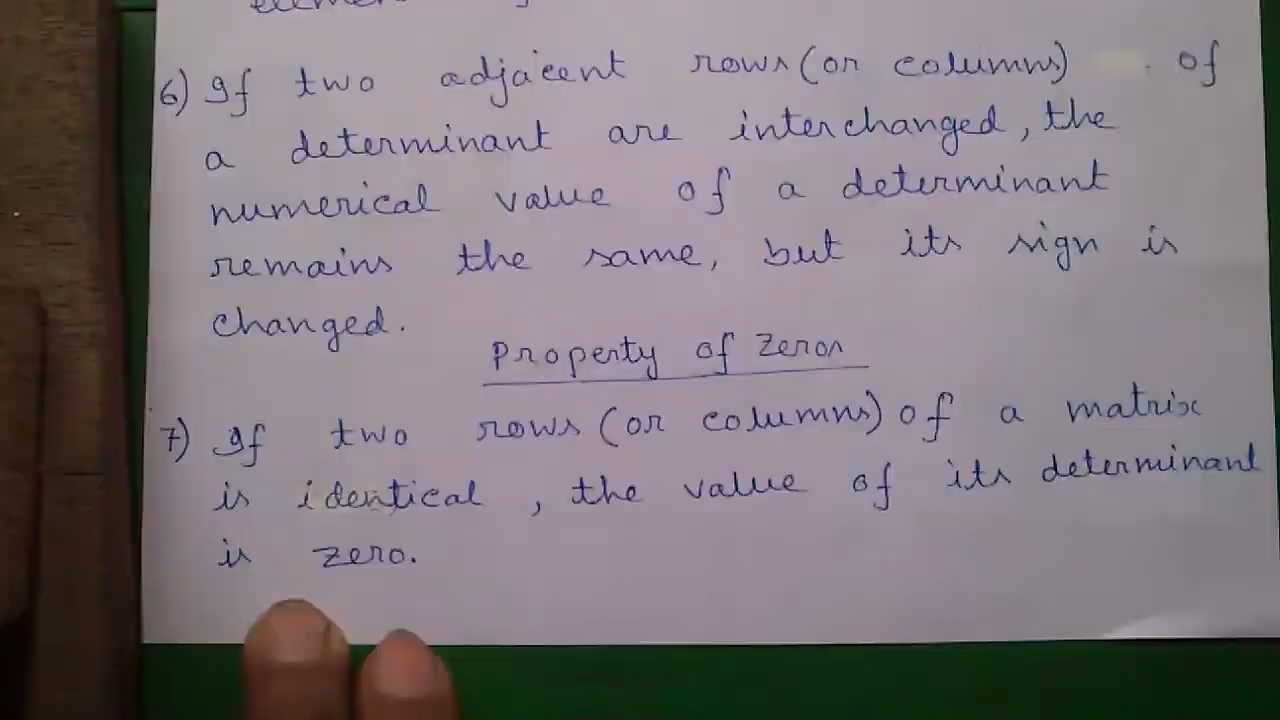 6) If two adjacent rows (or columns) of
a determinant are interchanged, the
numerical value of a determinant
remains the same, but its sign is
changed.
Property of Zeros
7) If two rows (or columns) of a matrix
is identical, the value of its determinant
is zero.